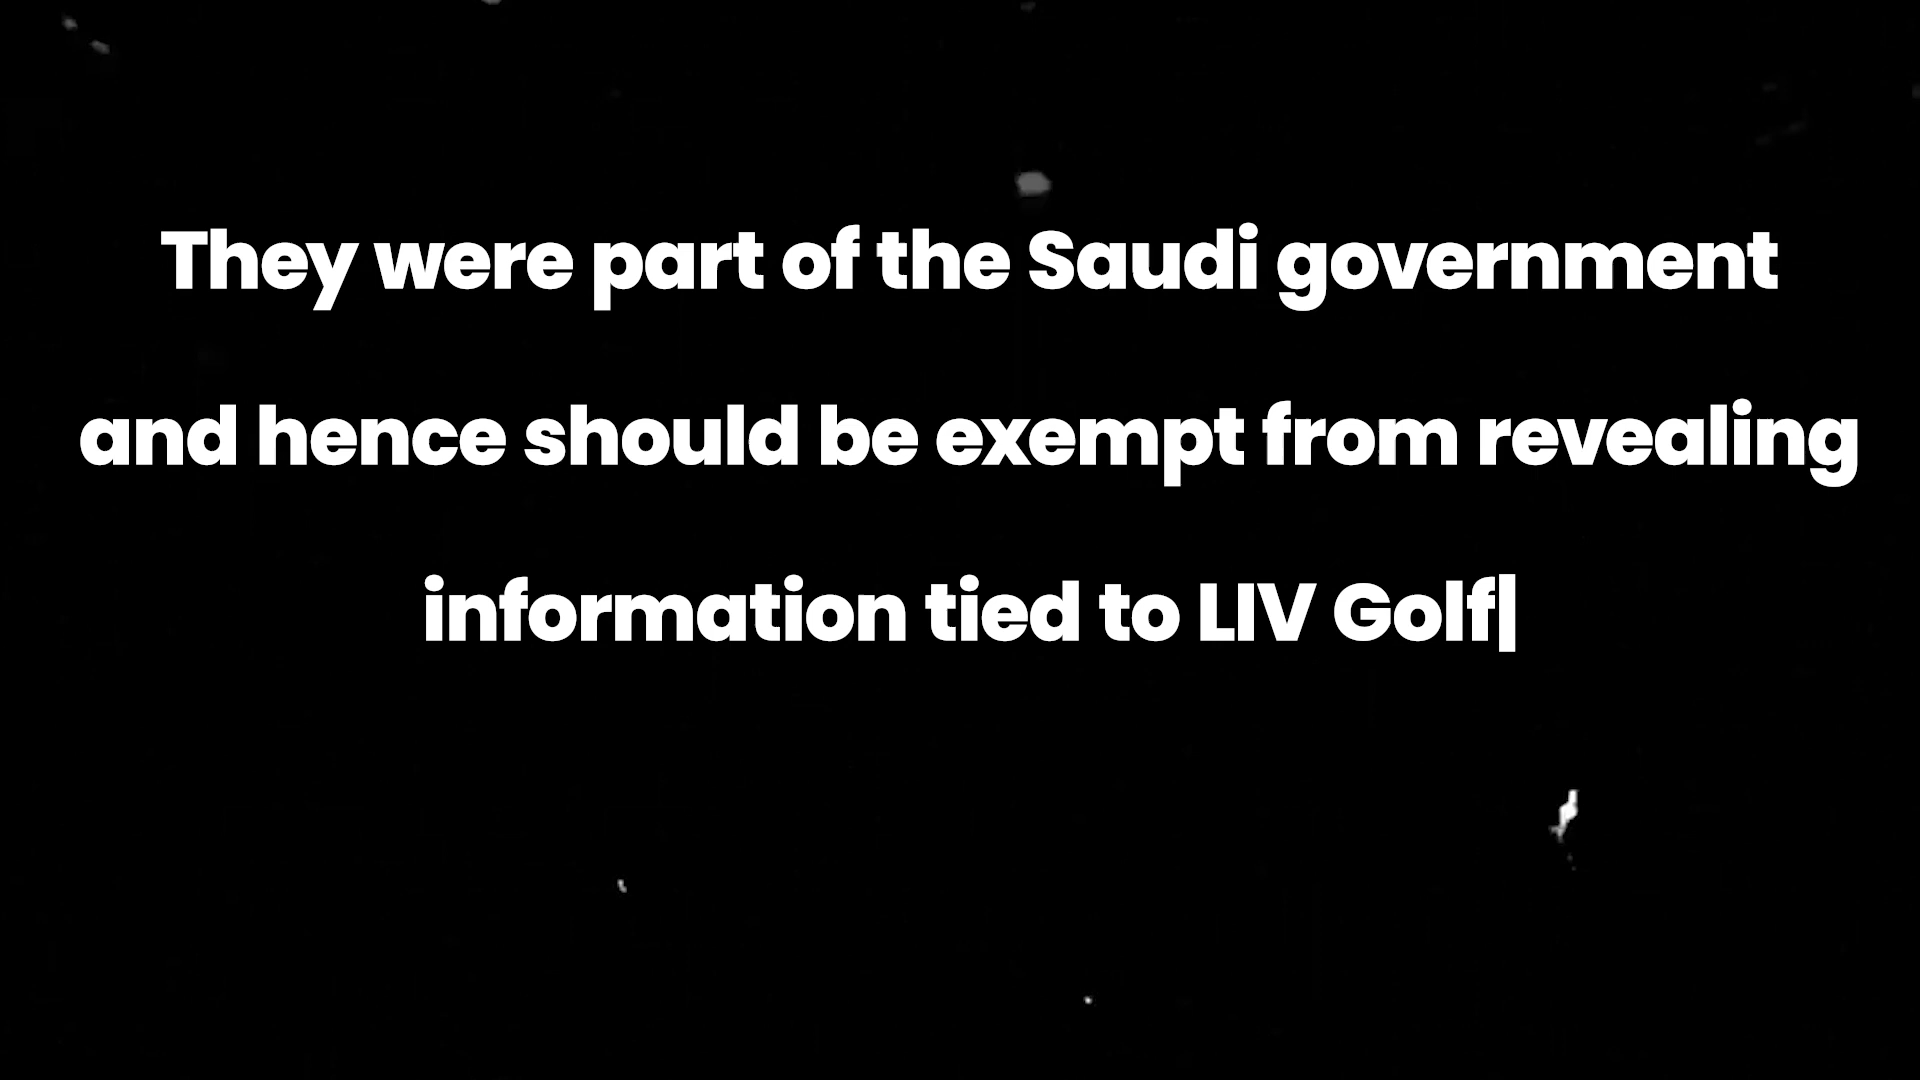 They were part of the Saudi government
and hence should be exempt from revealing
information tied to LIV Golf|